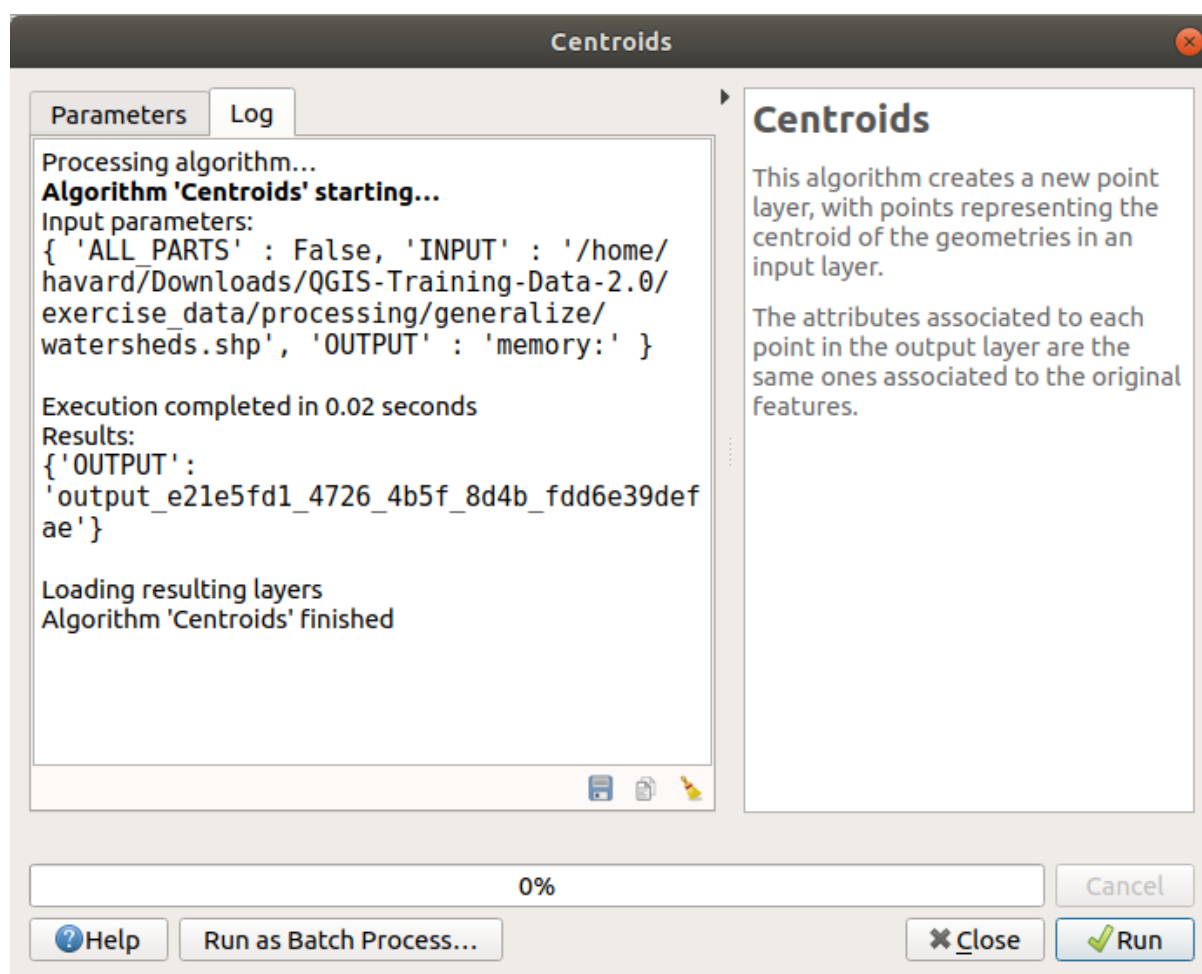 Centroids
Parameters
Log
Processing algorithm…
Algorithm 'Centroids' starting…
Input parameters:
{ 'ALL_PARTS' : False, 'INPUT' : '/home/
havard/Downloads/QGIS-Training-Data-2.0/
exercise_data/processing/generalize/
watersheds.shp', 'OUTPUT' : 'memory:' }
Execution completed in 0.02 seconds
Results:
{'OUTPUT':
'output_e21e5fd1_4726_4b5f_8d4b_fdd6e39def
ae'}
Loading resulting layers
Algorithm 'Centroids' finished
Centroids
This algorithm creates a new point
layer, with points representing the
centroid of the geometries in an
input layer.
The attributes associated to each
point in the output layer are the
same ones associated to the original
features.
0%
Cancel
Help
Run as Batch Process…
Close
Run